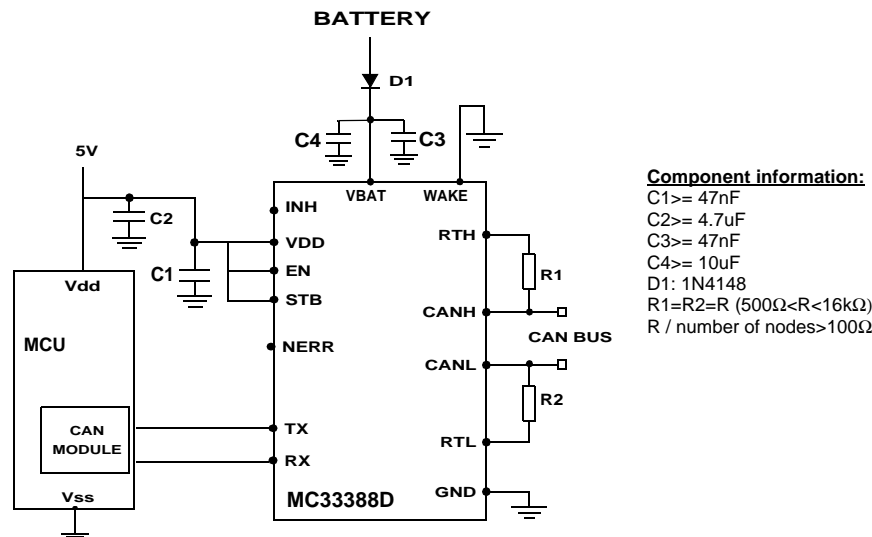 BATTERY
D1
C4
C3
5V
C2
C1
Vdd
MCU
CAN
MODULE
Vss
VBAT
WAKE
INH
VDD
EN
STB
NERR
TX
RX
RTH
CANH
CANL
RTL
GND
MC33388D
R1
CAN BUS
R2
Component information:
C1>= 47nF
C2>= 4.7uF
C3>= 47nF
C4>= 10uF
D1: 1N4148
R1=R2=R (500Ω<R<16kΩ)
R / number of nodes>100Ω